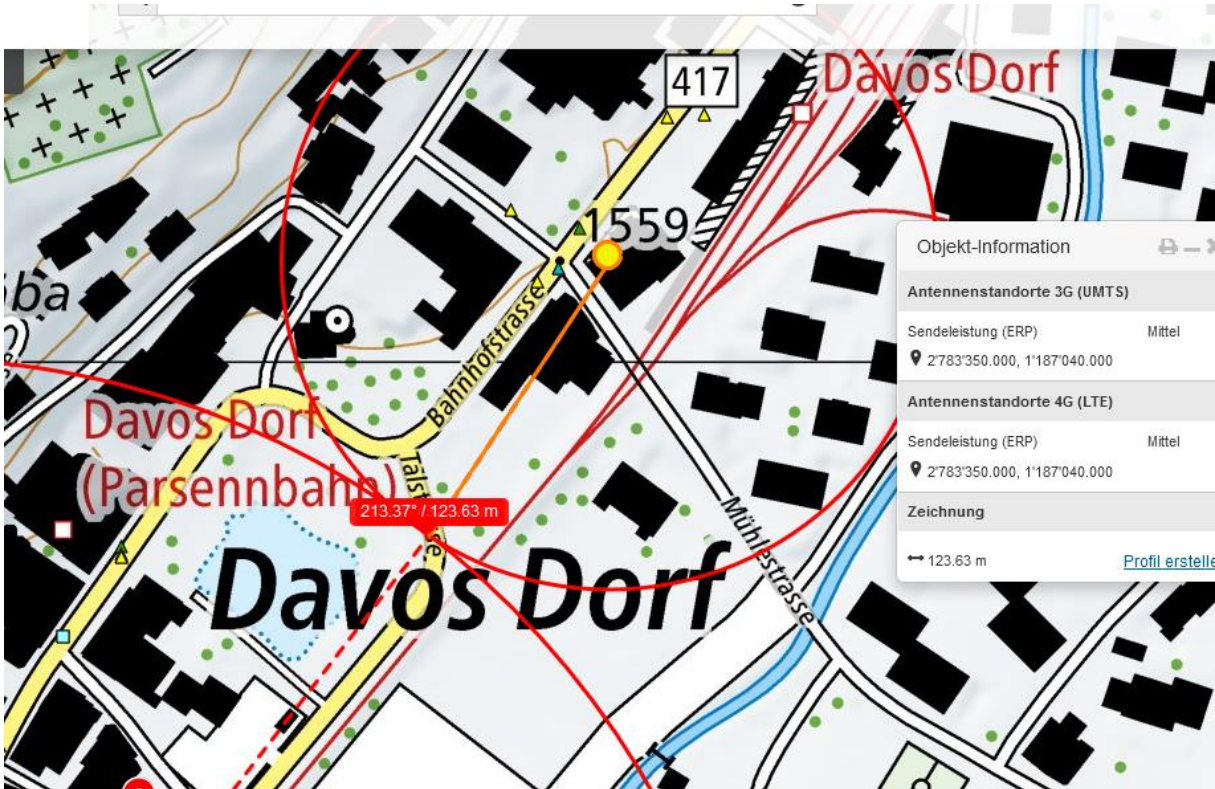 417
Davos Dorf
1559
Bahnhofstrasse
Davos Dorf
(Parsennbahn)
213.37° / 123.63 m
Davos Dorf
Mühlestrasse
Objekt-Information
Antennenstandorte 3G (UMTS)
Sendeleistung (ERP) Mittel
2'783'350.000, 1'187'040.000
Antennenstandorte 4G (LTE)
Sendeleistung (ERP) Mittel
2'783'350.000, 1'187'040.000
Zeichnung
123.63 m Profil erstelle